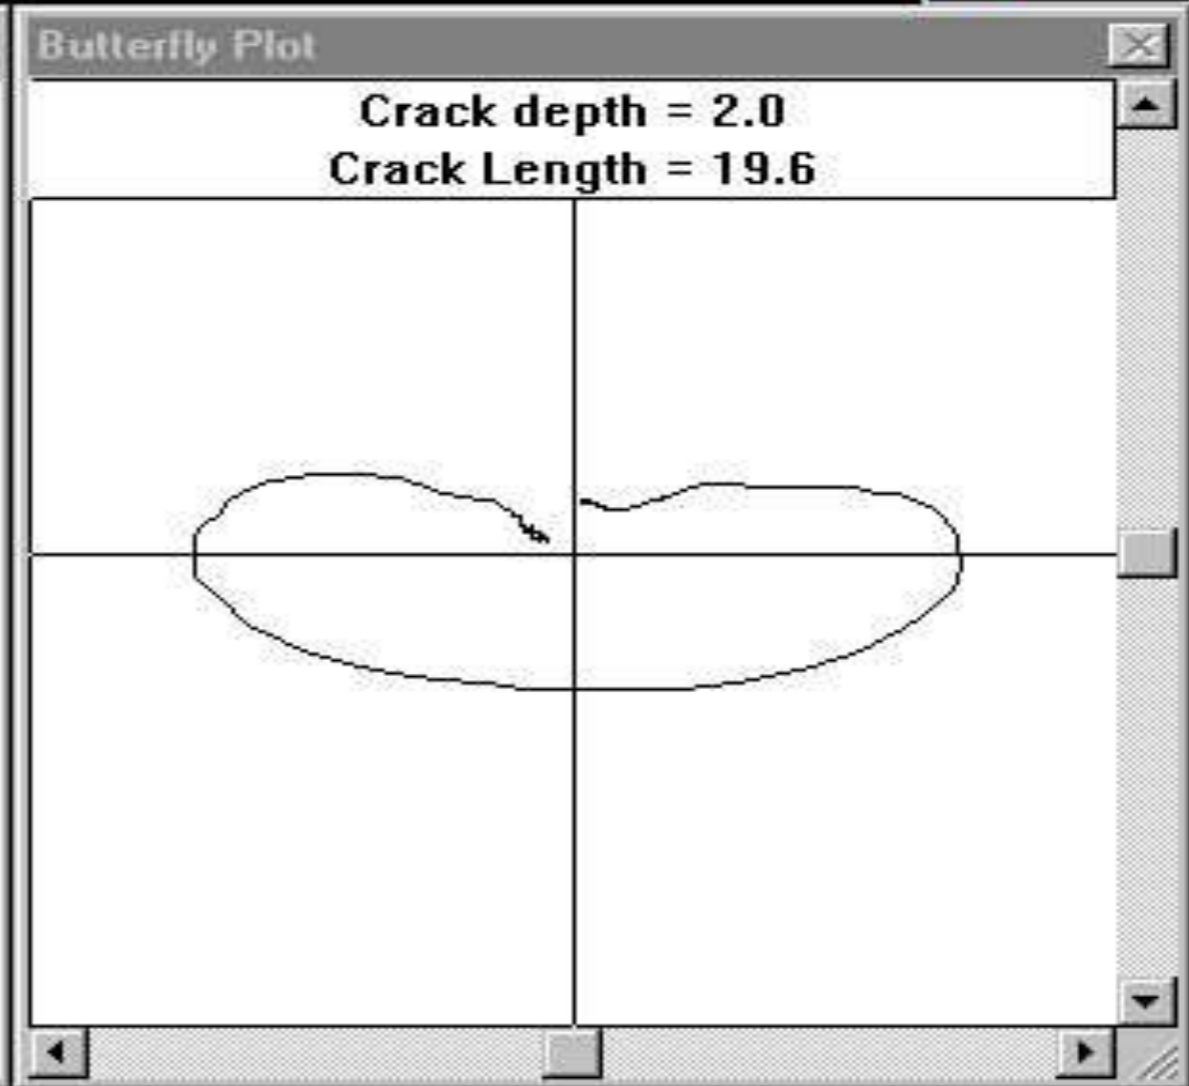 Butterfly Plot
Crack depth = 2.0
Crack Length = 19.6